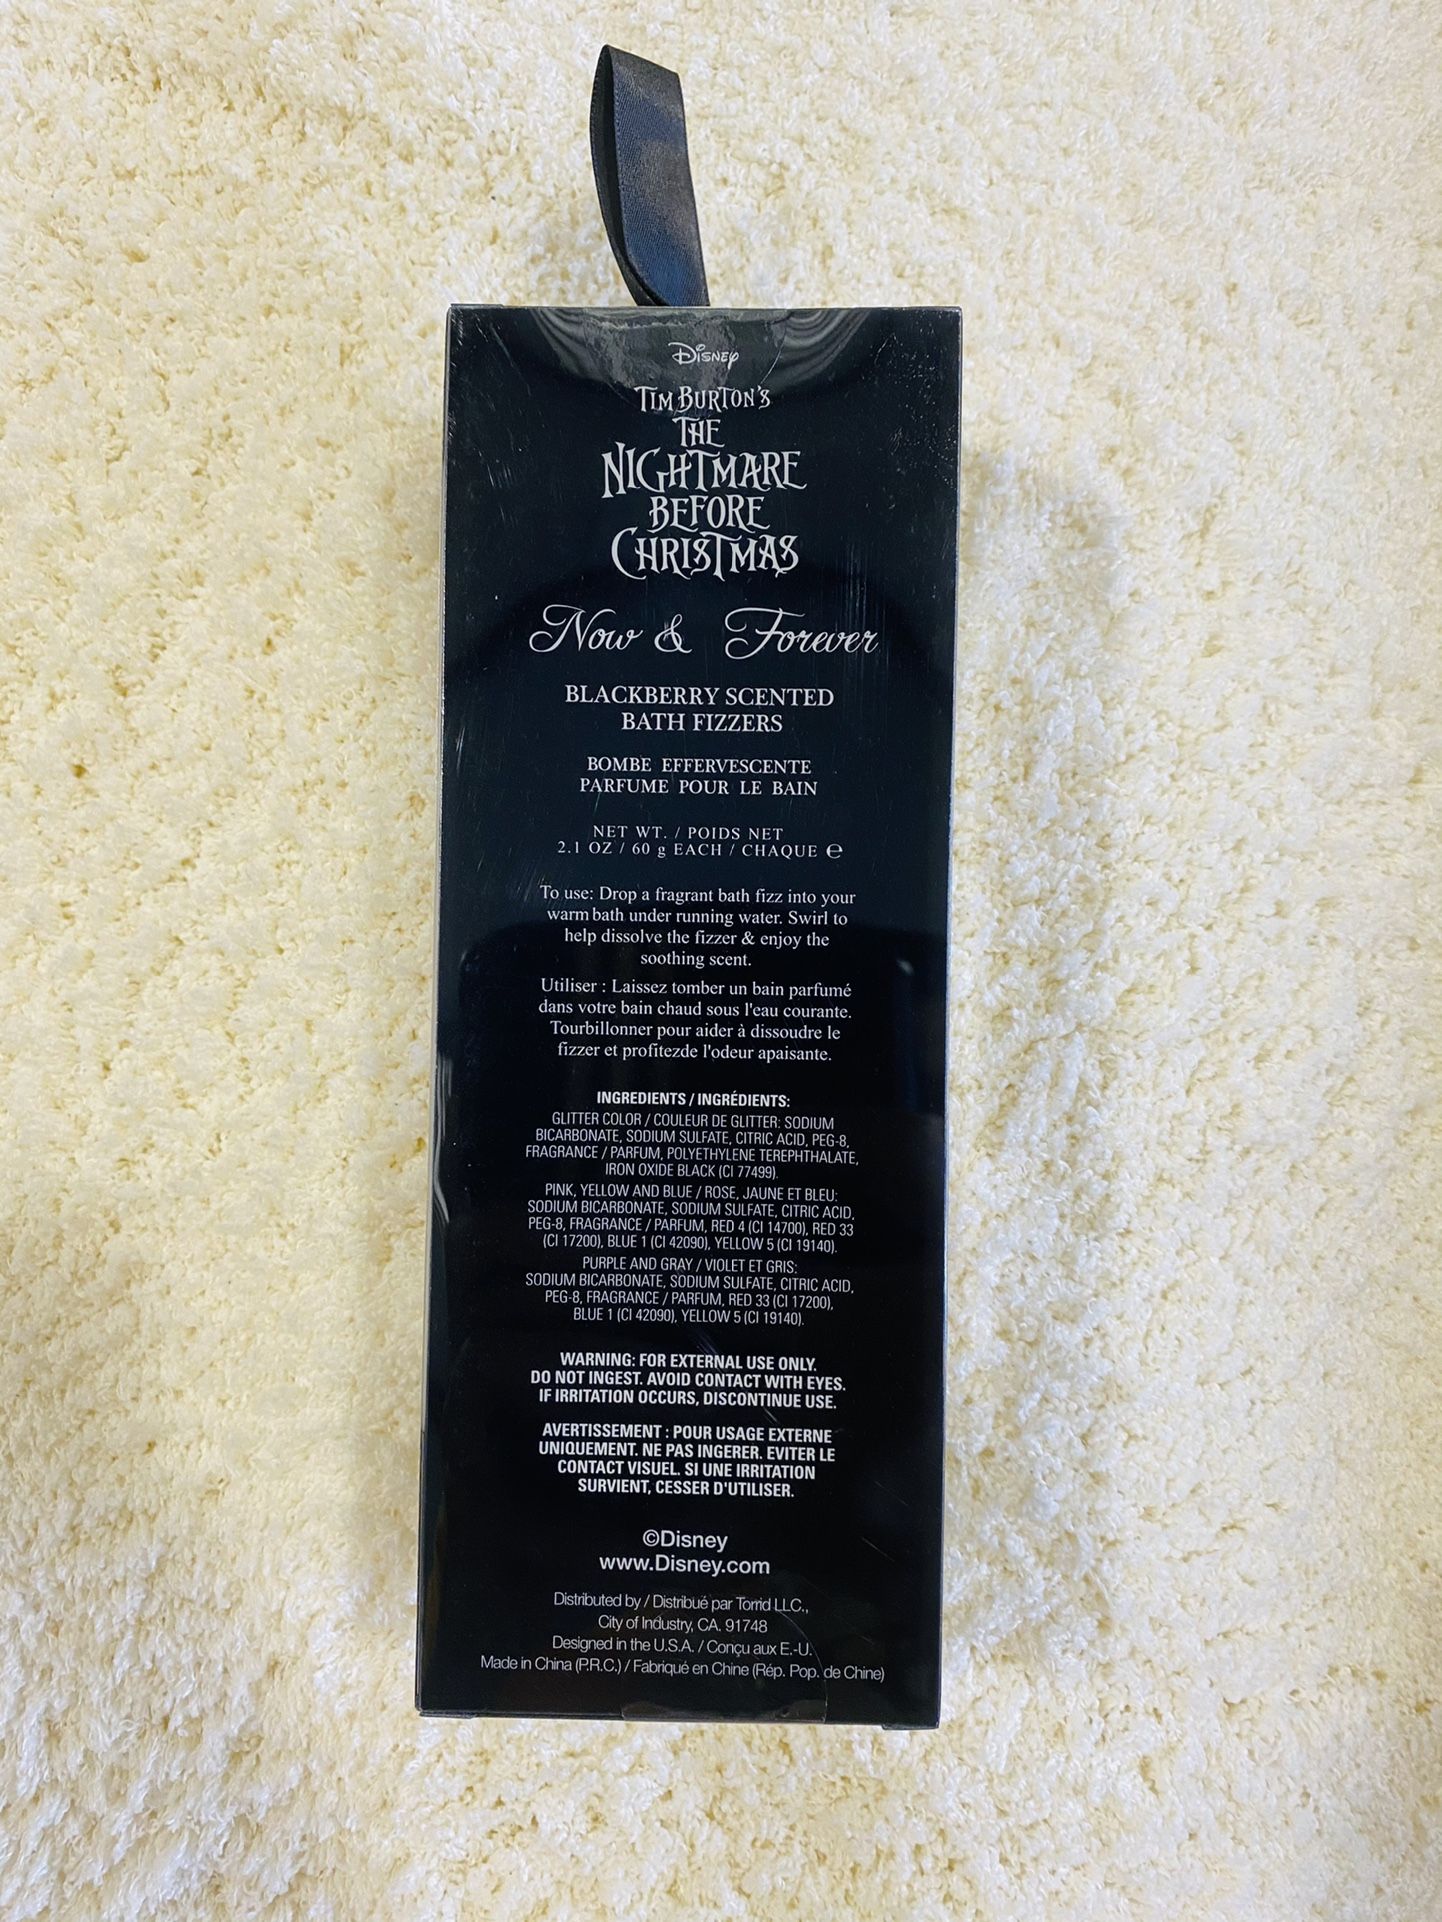 Disney
TIM BURTON'S
THE
NIGHTMARE
BEFORE
CHRISTMAS
Now & Forever
BLACKBERRY SCENTED
BATH FIZZERS
BOMBE EFFERVESCENTE
PARFUME POUR LE BAIN
NET WT. / POIDS NET
2.1 OZ / 60 g EACH / CHAQUE ℮
To use: Drop a fragrant bath fizz into your
warm bath under running water. Swirl to
help dissolve the fizzer & enjoy the
soothing scent.
Utiliser : Laissez tomber un bain parfumé
dans votre bain chaud sous l'eau courante.
Tourbillonner pour aider à dissoudre le
fizzer et profitezde l'odeur apaisante.
INGREDIENTS / INGRÉDIENTS:
GLITTER COLOR / COULEUR DE GLITTER: SODIUM
BICARBONATE, SODIUM SULFATE, CITRIC ACID, PEG-8,
FRAGRANCE / PARFUM, POLYETHYLENE TEREPHTHALATE,
IRON OXIDE BLACK (CI 77499).
PINK, YELLOW AND BLUE / ROSE, JAUNE ET BLEU:
SODIUM BICARBONATE, SODIUM SULFATE, CITRIC ACID,
PEG-8, FRAGRANCE / PARFUM, RED 4 (CI 14700), RED 33
(CI 17200), BLUE 1 (CI 42090), YELLOW 5 (CI 19140).
PURPLE AND GRAY / VIOLET ET GRIS:
SODIUM BICARBONATE, SODIUM SULFATE, CITRIC ACID,
PEG-8, FRAGRANCE / PARFUM, RED 33 (CI 17200),
BLUE 1 (CI 42090), YELLOW 5 (CI 19140).
WARNING: FOR EXTERNAL USE ONLY.
DO NOT INGEST. AVOID CONTACT WITH EYES.
IF IRRITATION OCCURS, DISCONTINUE USE.
AVERTISSEMENT : POUR USAGE EXTERNE
UNIQUEMENT. NE PAS INGERER. EVITER LE
CONTACT VISUEL. SI UNE IRRITATION
SURVIENT, CESSER D'UTILISER.
©Disney
www.Disney.com
Distributed by / Distribué par Torrid LLC.,
City of Industry, CA. 91748
Designed in the U.S.A. / Conçu aux E.-U.
Made in China (P.R.C.) / Fabriqué en Chine (Rép. Pop. de Chine)